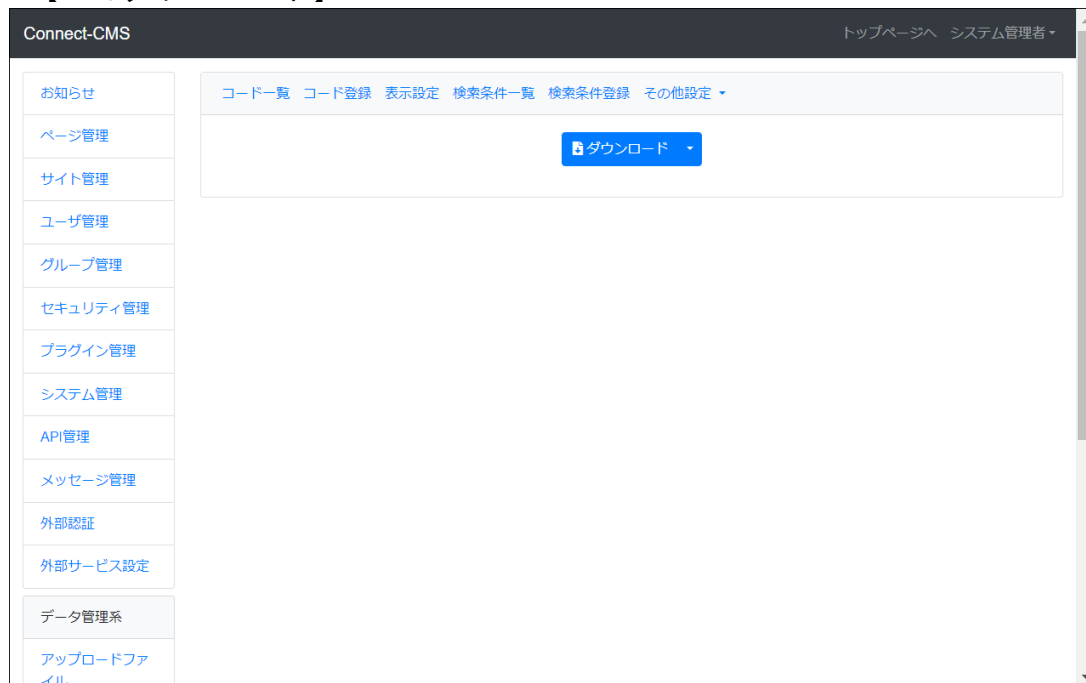 Connect-CMS
トップページへ システム管理者
お知らせ
ページ管理
サイト管理
ユーザ管理
グループ管理
セキュリティ管理
プラグイン管理
システム管理
API管理
メッセージ管理
外部認証
外部サービス設定
データ管理系
アップロードファ
イル
コード一覧 コード登録 表示設定 検索条件一覧 検索条件登録 その他設定
ダウンロード